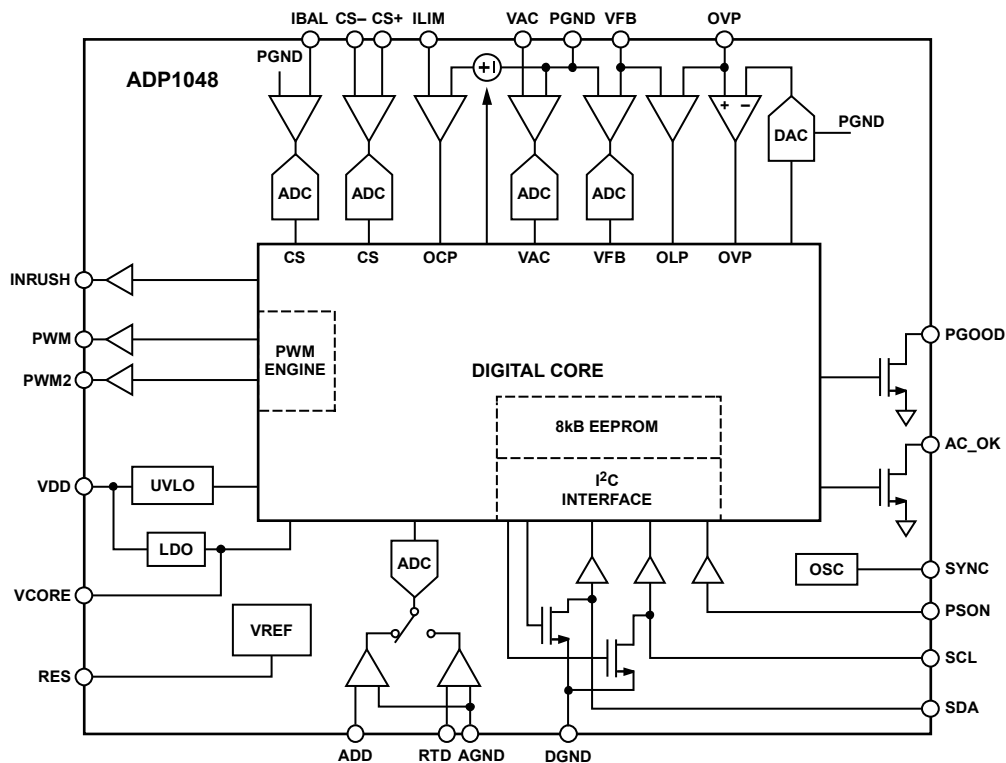 IBAL CS– CS+ ILIM VAC PGND VFB OVP
PGND
ADP1048
+ –
DAC
PGND
ADC ADC ADC ADC
CS CS OCP VAC VFB OLP OVP
INRUSH
PWM
PWM2
PWM
ENGINE
DIGITAL CORE
8kB EEPROM
I²C
INTERFACE
PGOOD
AC_OK
VDD
UVLO
LDO
VCORE
VREF
RES
ADC
OSC
SYNC
PSON
SCL
SDA
ADD RTD AGND DGND